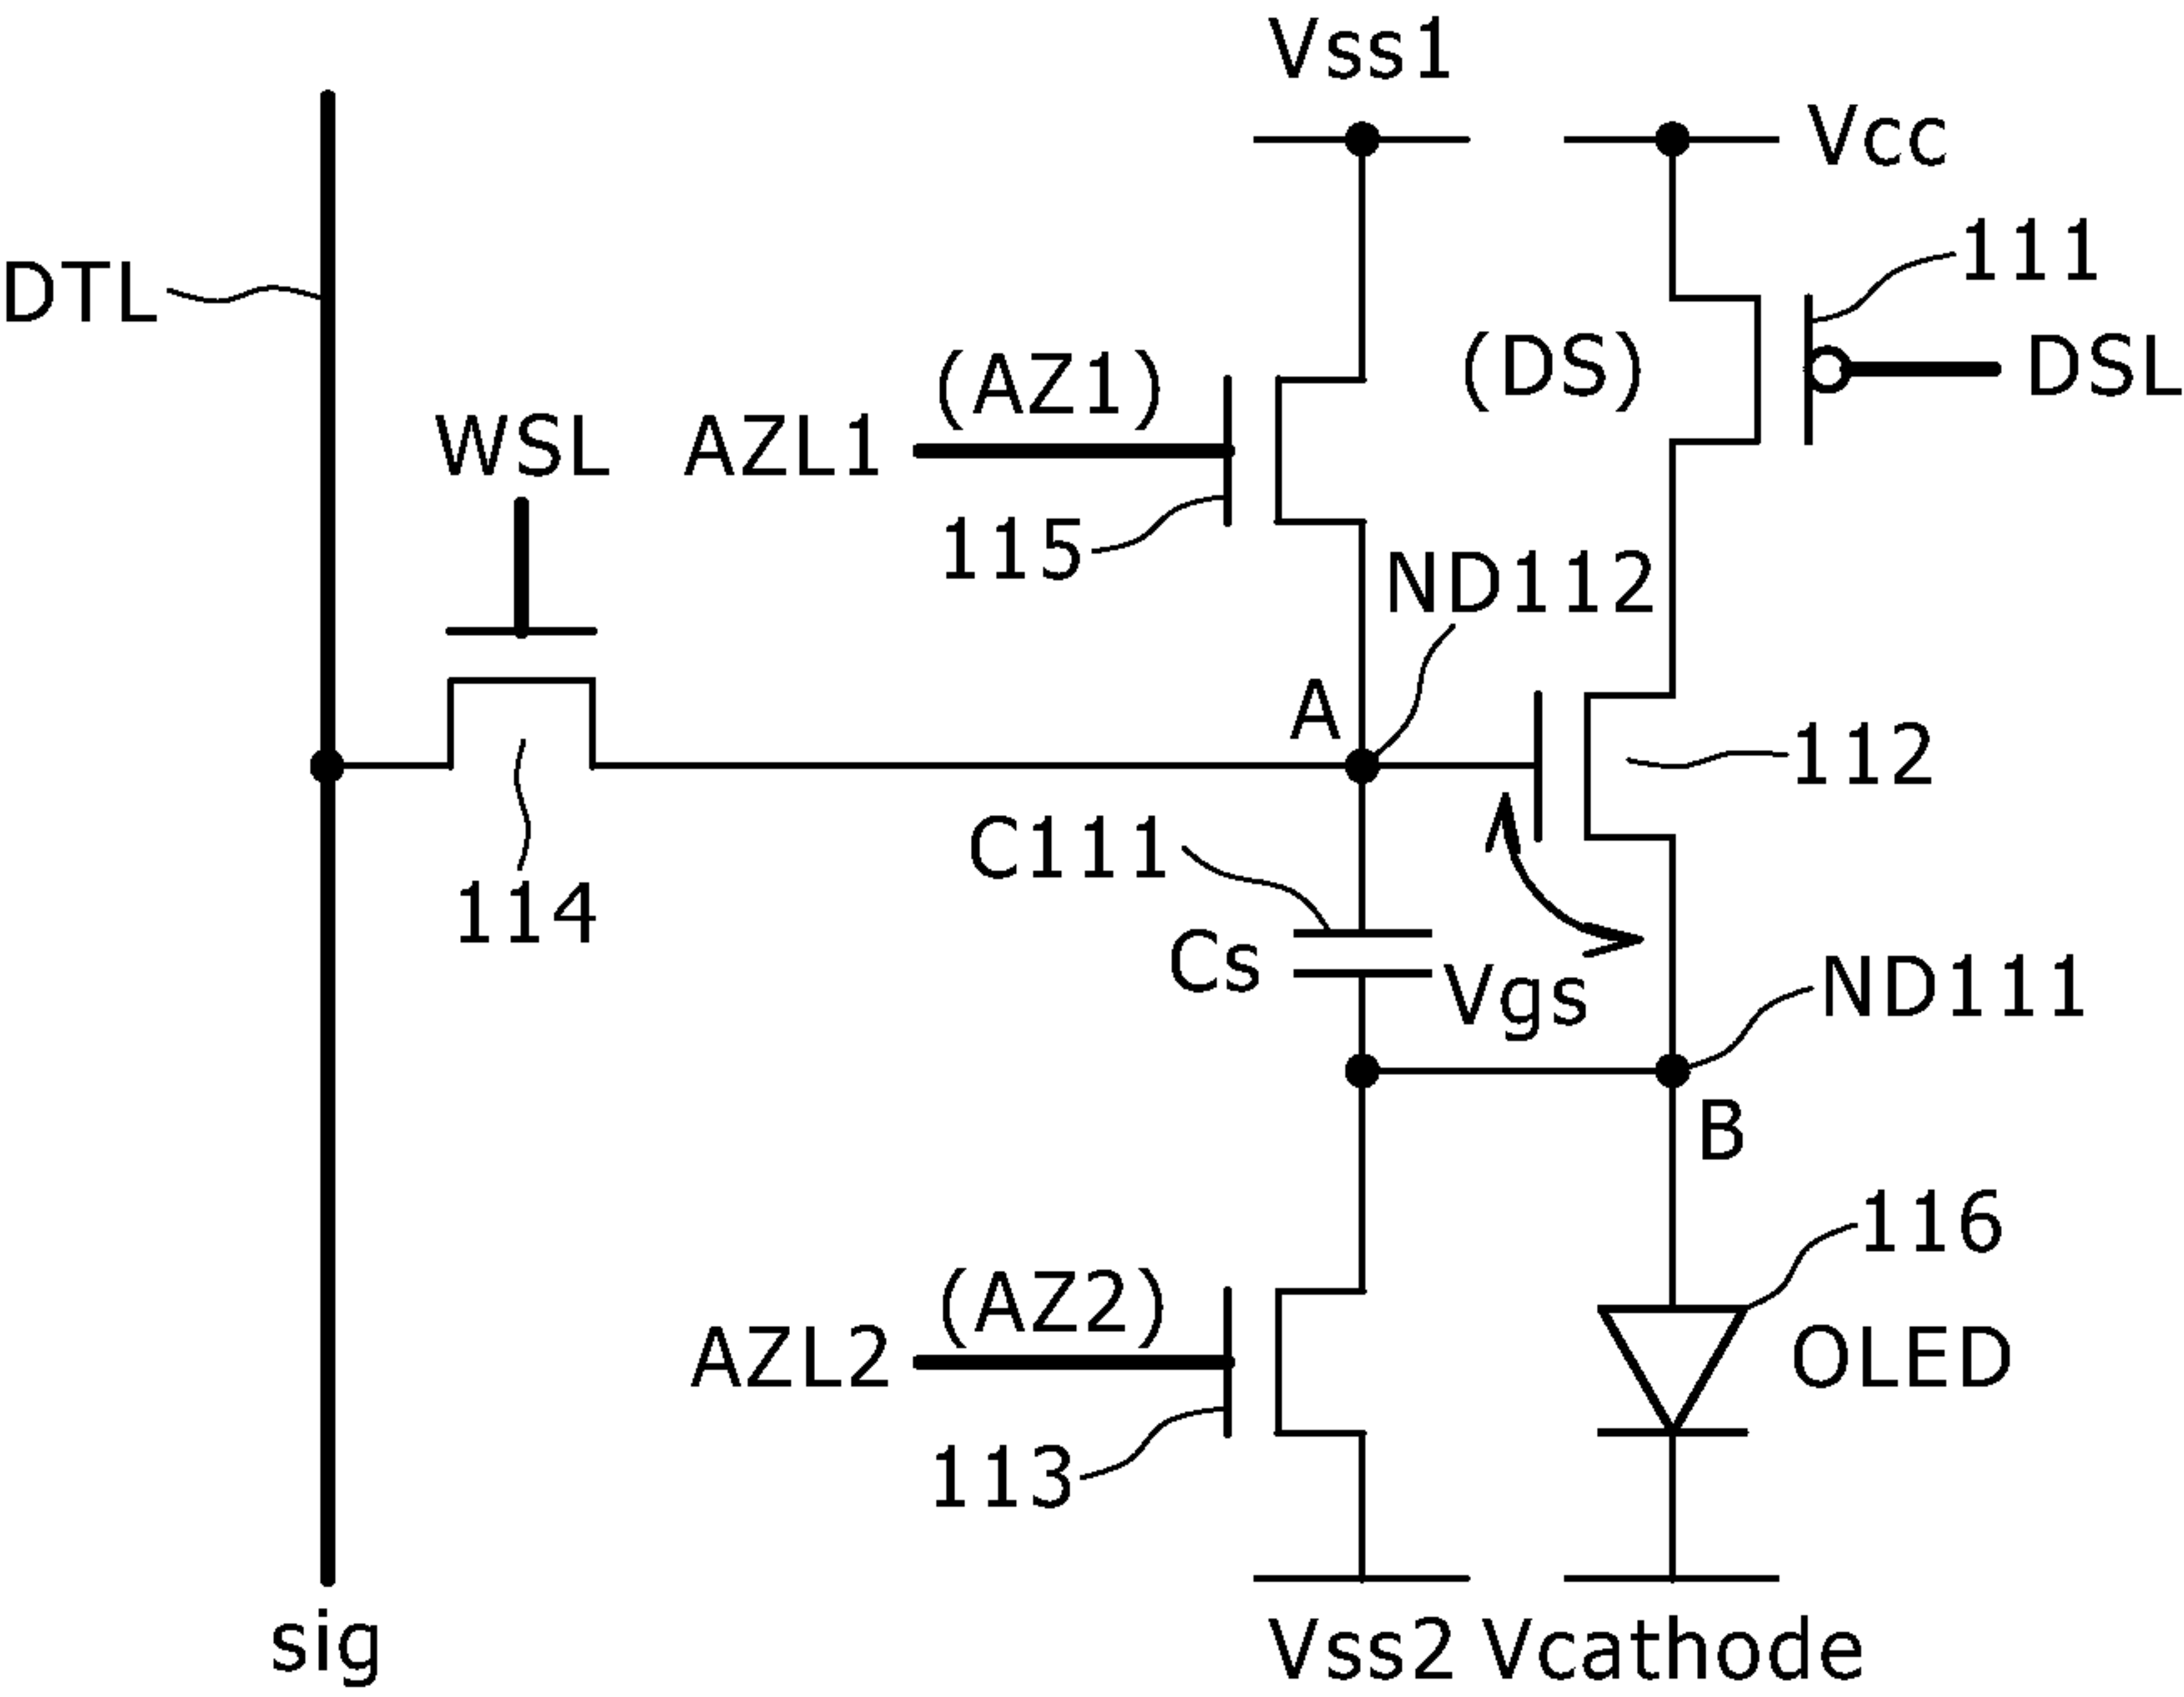 Vss1
Vcc
111
DTL
(DS)
DSL
(AZ1)
WSL
AZL1
115
ND112
A
112
C111
114
Cs
Vgs
ND111
B
116
(AZ2)
AZL2
OLED
113
sig
Vss2
Vcathode